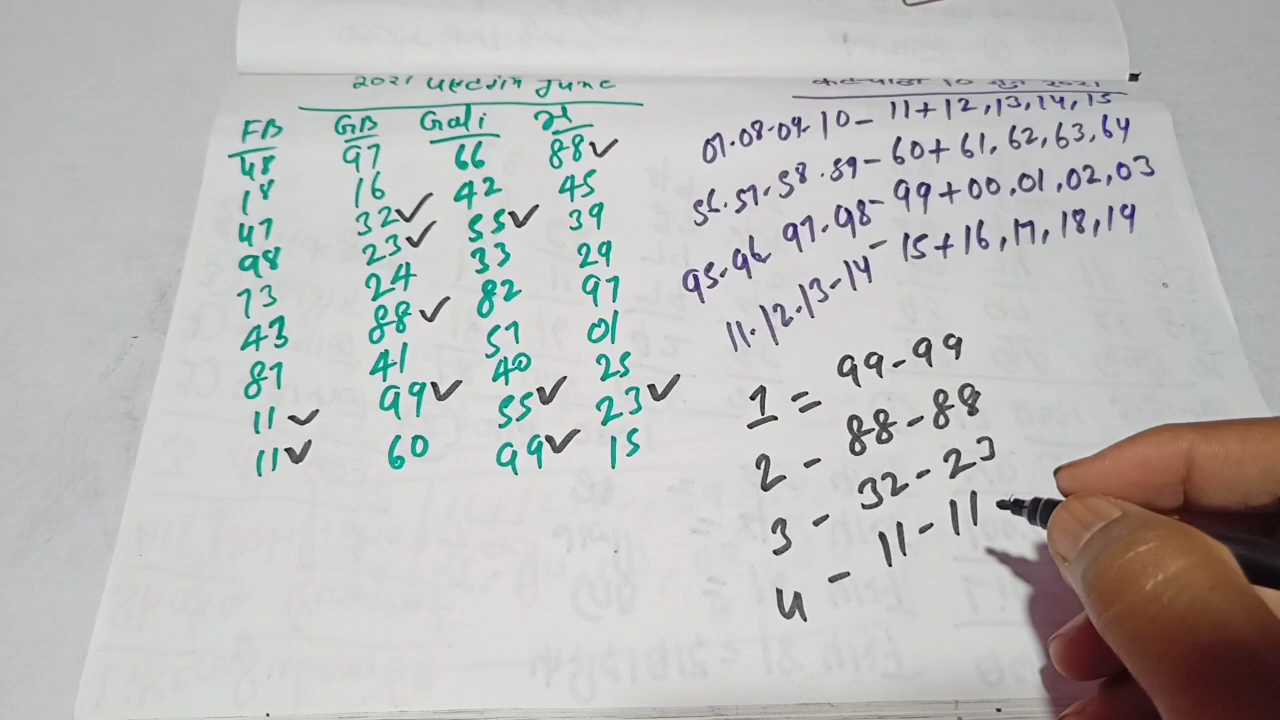 2021 June
FB GB Gali
48 97 66 88 ✓
18 16 42 45
47 32 ✓ 55 ✓ 39
98 23 ✓ 33 29
73 24 82 97
43 88 ✓ 57 01
87 41 40 25
11 ✓ 99 ✓ 55 ✓ 23 ✓
11 ✓ 60 99 ✓ 15
10 2021
07.08.09.10 - 11 + 12, 13, 14, 15
56.57.58.59 - 60 + 61, 62, 63, 64
95.96.97.98 - 99 + 00, 01, 02, 03
11.12.13.14 - 15 + 16, 17, 18, 19
1 = 99-99
2 - 88-88
3 - 32-23
4 - 11-11